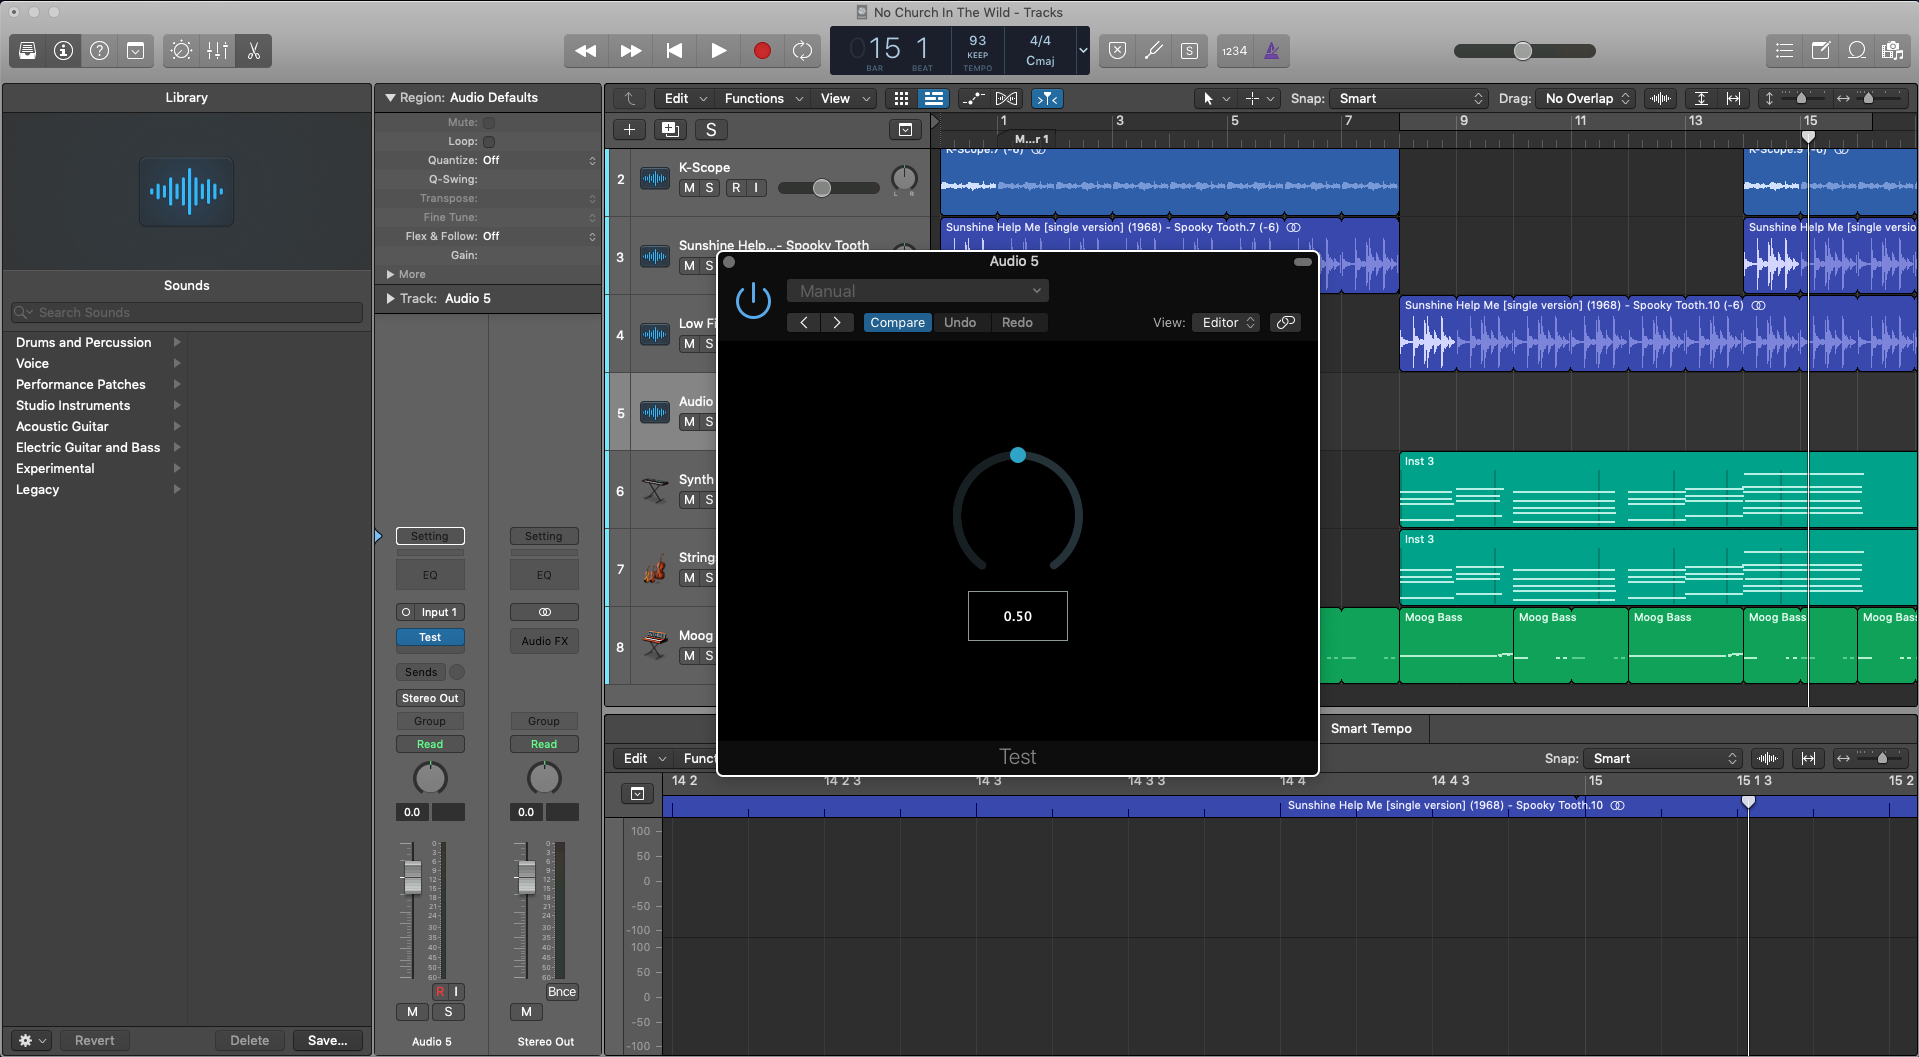 No Church In The Wild - Tracks
15 1
BAR BEAT
93
KEEP
TEMPO
4/4
Cmaj
S
1234
Library
Sounds
Search Sounds
Drums and Percussion
Voice
Performance Patches
Studio Instruments
Acoustic Guitar
Electric Guitar and Bass
Experimental
Legacy
Revert
Delete
Save...
Region: Audio Defaults
Mute:
Loop:
Quantize: Off
Q-Swing:
Transpose:
Fine Tune:
Flex & Follow: Off
Gain:
More
Track: Audio 5
Setting
EQ
Input 1
Test
Sends
Stereo Out
Group
Read
0.0
R I
M S
Audio 5
Setting
EQ
Audio FX
Group
Read
0.0
Bnce
M
Stereo Out
Edit Functions View
Snap: Smart
Drag: No Overlap
S
1 3 5 7 9 11 13 15
M...r 1
2 K-Scope
M S R I
L R
3 Sunshine Help...- Spooky Tooth
M S
4 Low Fi
M S
5 Audio
M S
6 Synth
M S
7 String
M S
8 Moog
M S
K-Scope.7 (-6)
K-Scope.9 (-6)
Sunshine Help Me [single version] (1968) - Spooky Tooth.7 (-6)
Sunshine Help Me [single versio
Sunshine Help Me [single version] (1968) - Spooky Tooth.10 (-6)
Inst 3
Inst 3
Moog Bass Moog Bass Moog Bass Moog Bass Moog Bass
Audio 5
Manual
Compare Undo Redo
View: Editor
0.50
Test
Smart Tempo
Edit Funct
Snap: Smart
14 2 14 2 3 14 3 14 3 3 14 4 14 4 3 15 15 1 3 15 2
Sunshine Help Me [single version] (1968) - Spooky Tooth.10
100
50
0
-50
-100
100
50
0
-50
-100